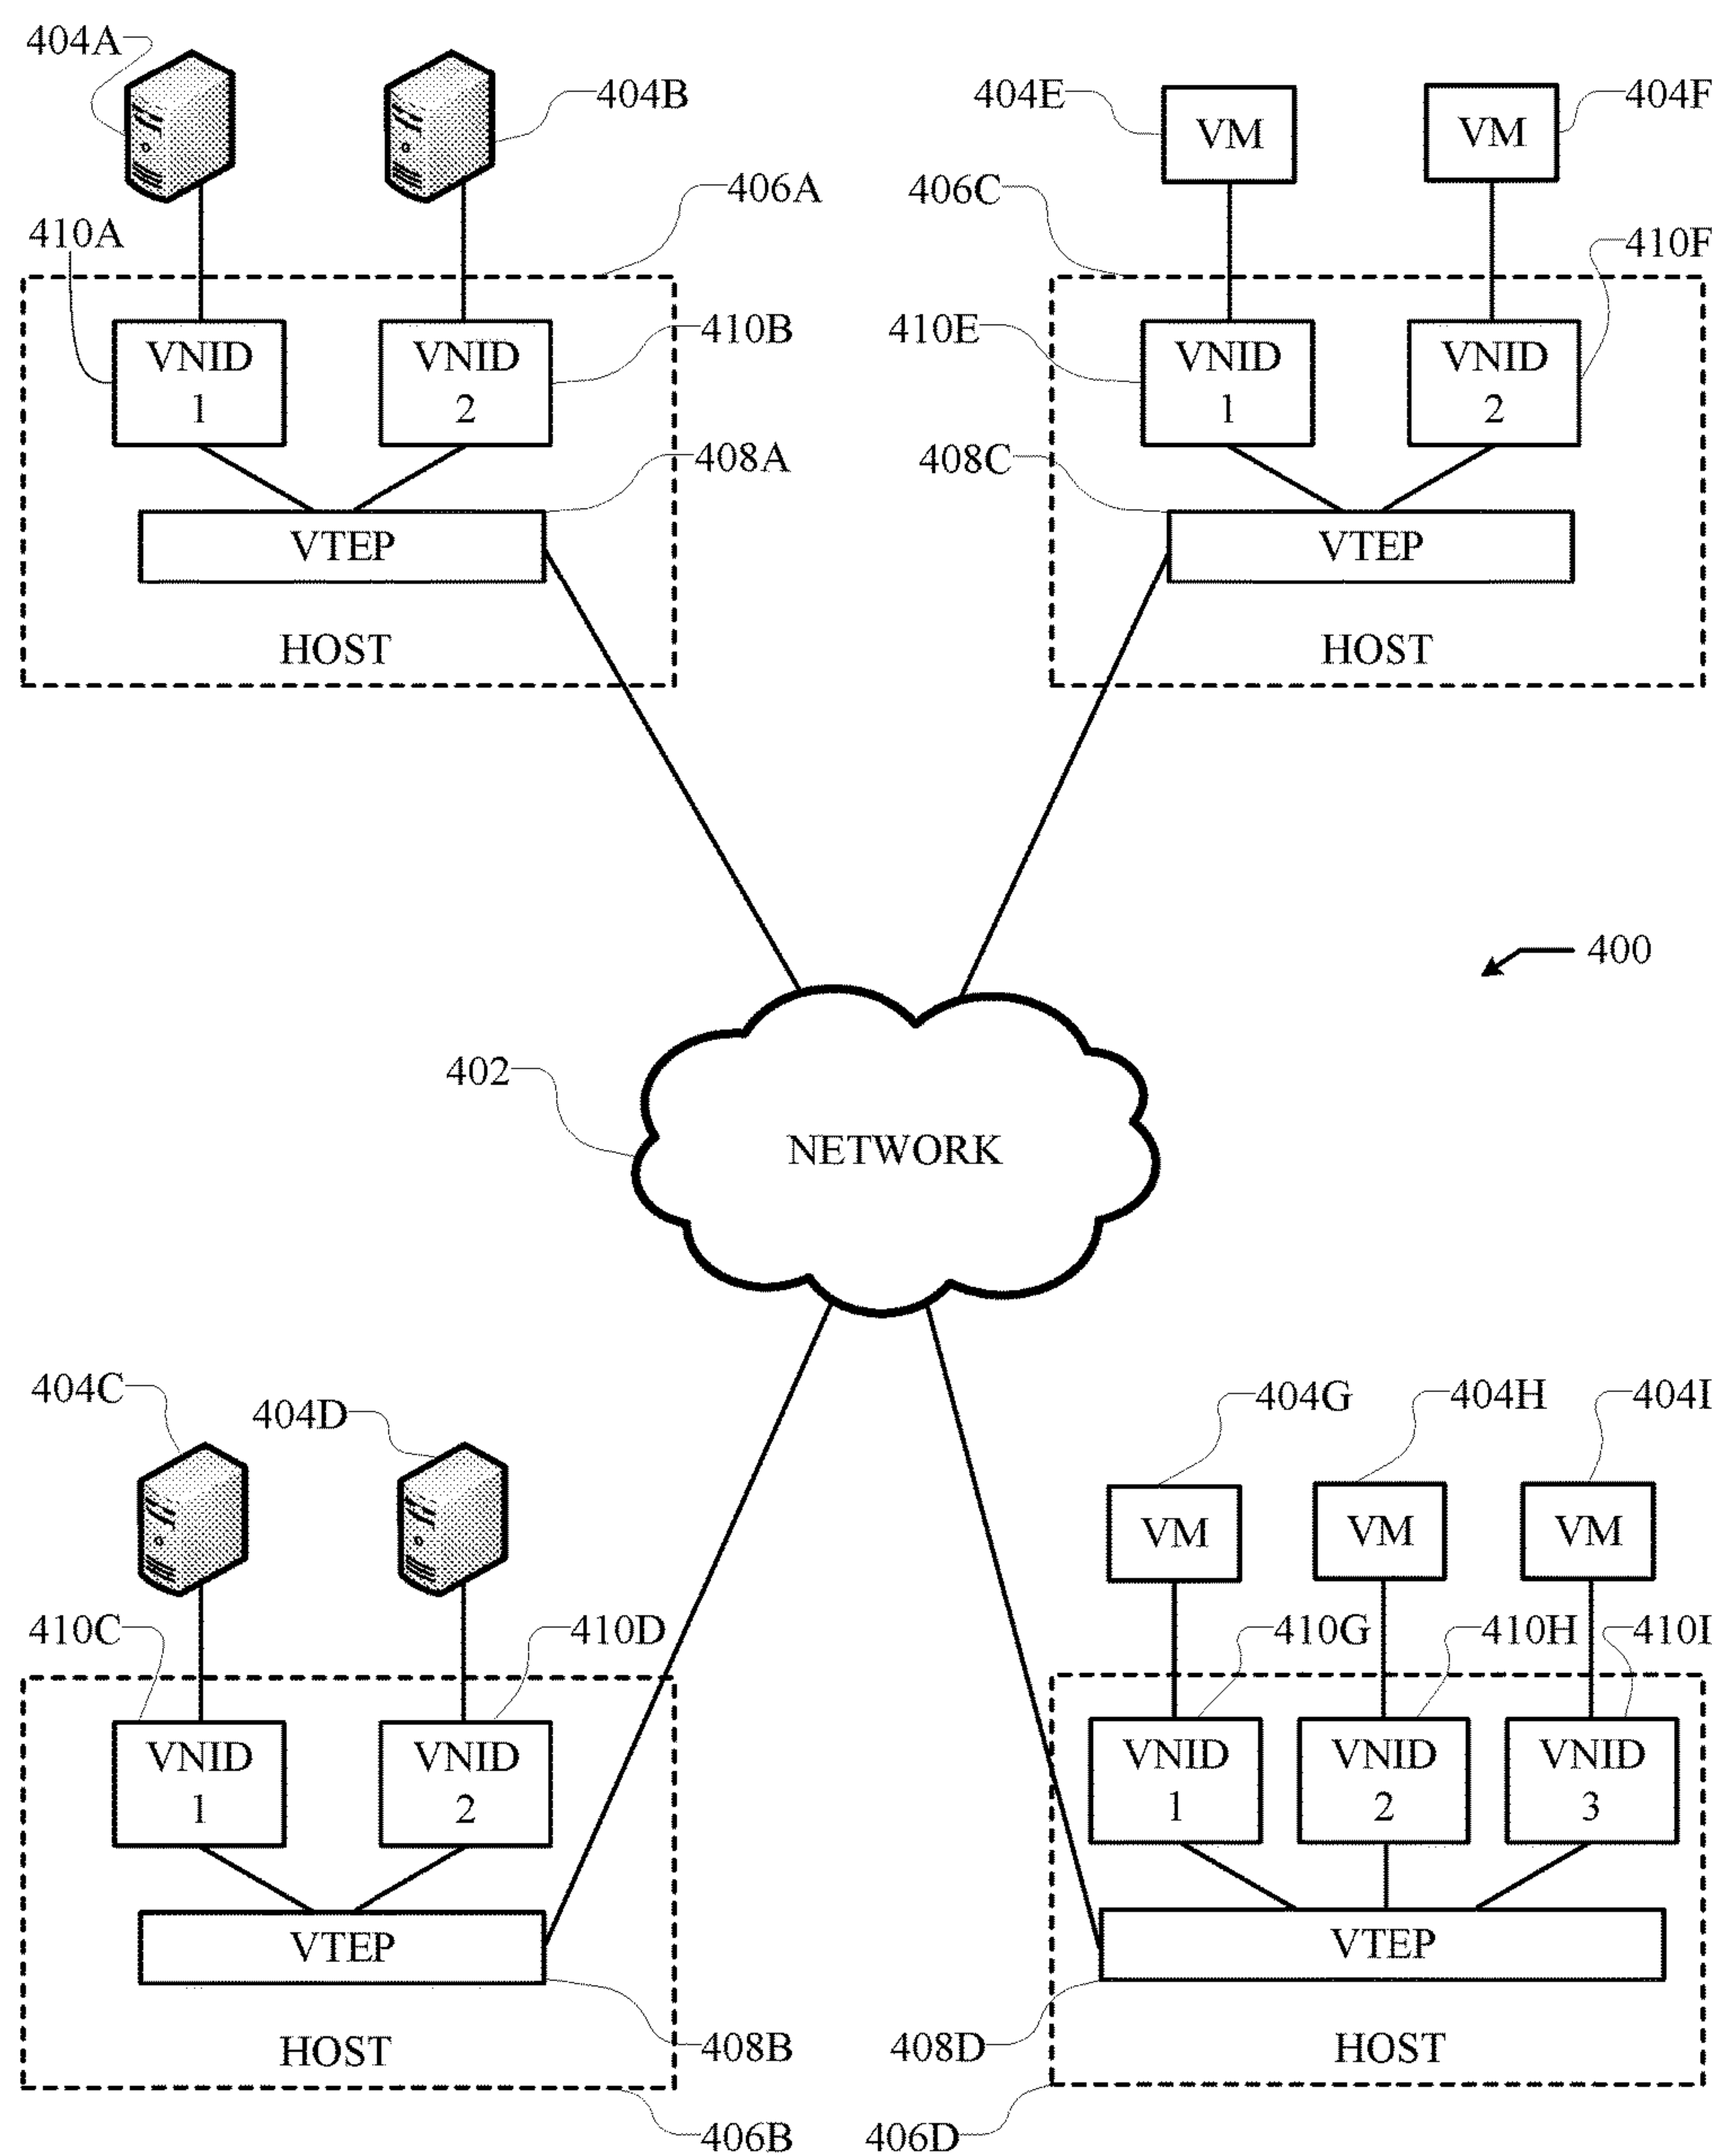 404A
404B
404E
VM
VM
404F
406A
406C
410A
410F
VNID
1
VNID
2
410B
410E
VNID
1
VNID
2
408A
408C
VTEP
VTEP
HOST
HOST
400
402
NETWORK
404C
404D
404G
404H
404I
VM
VM
VM
410C
410D
410G
410H
410I
VNID
1
VNID
2
VNID
1
VNID
2
VNID
3
VTEP
VTEP
HOST
408B
408D
HOST
406B
406D